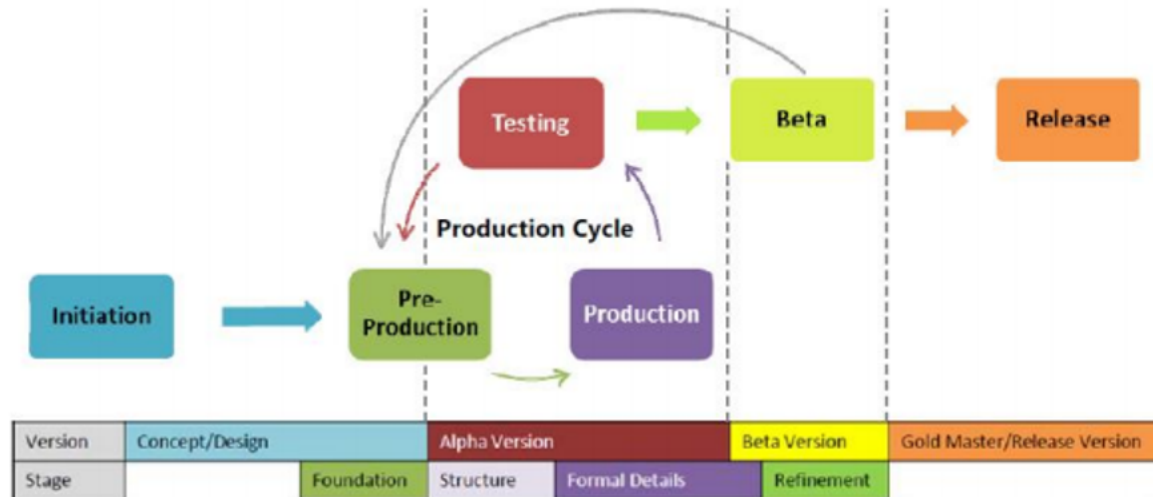 Testing
Beta
Release
Production Cycle
Initiation
Pre-
Production
Production
Version Concept/Design Alpha Version Beta Version Gold Master/Release Version
Stage Foundation Structure Formal Details Refinement